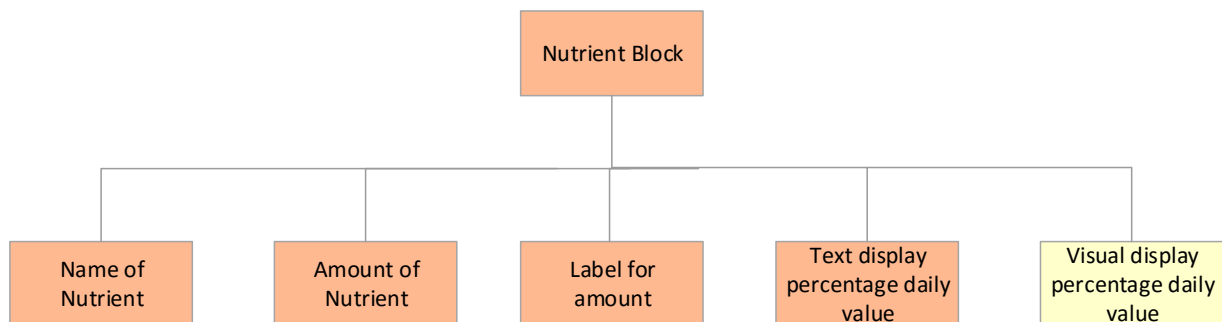 Nutrient Block
Name of
Nutrient
Amount of
Nutrient
Label for
amount
Text display
percentage daily
value
Visual display
percentage daily
value